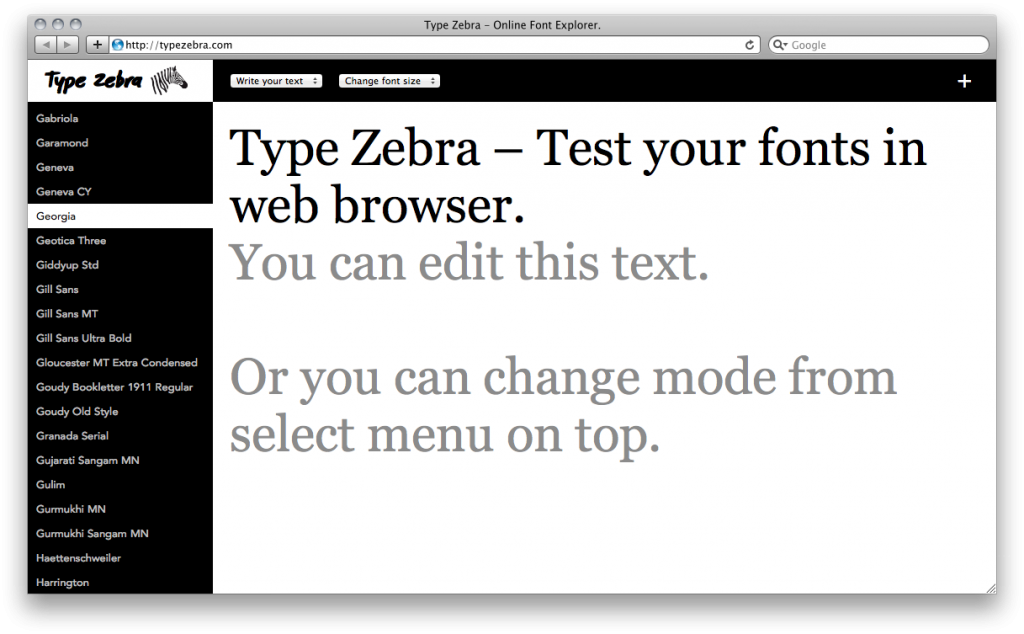 Type Zebra – Online Font Explorer.
http://typezebra.com
Google
Type Zebra
Write your text
Change font size
+
Gabriola
Garamond
Geneva
Geneva CY
Georgia
Geotica Three
Giddyup Std
Gill Sans
Gill Sans MT
Gill Sans Ultra Bold
Gloucester MT Extra Condensed
Goudy Bookletter 1911 Regular
Goudy Old Style
Granada Serial
Gujarati Sangam MN
Gulim
Gurmukhi MN
Gurmukhi Sangam MN
Haettenschweiler
Harrington
Type Zebra – Test your fonts in
web browser.
You can edit this text.
Or you can change mode from
select menu on top.